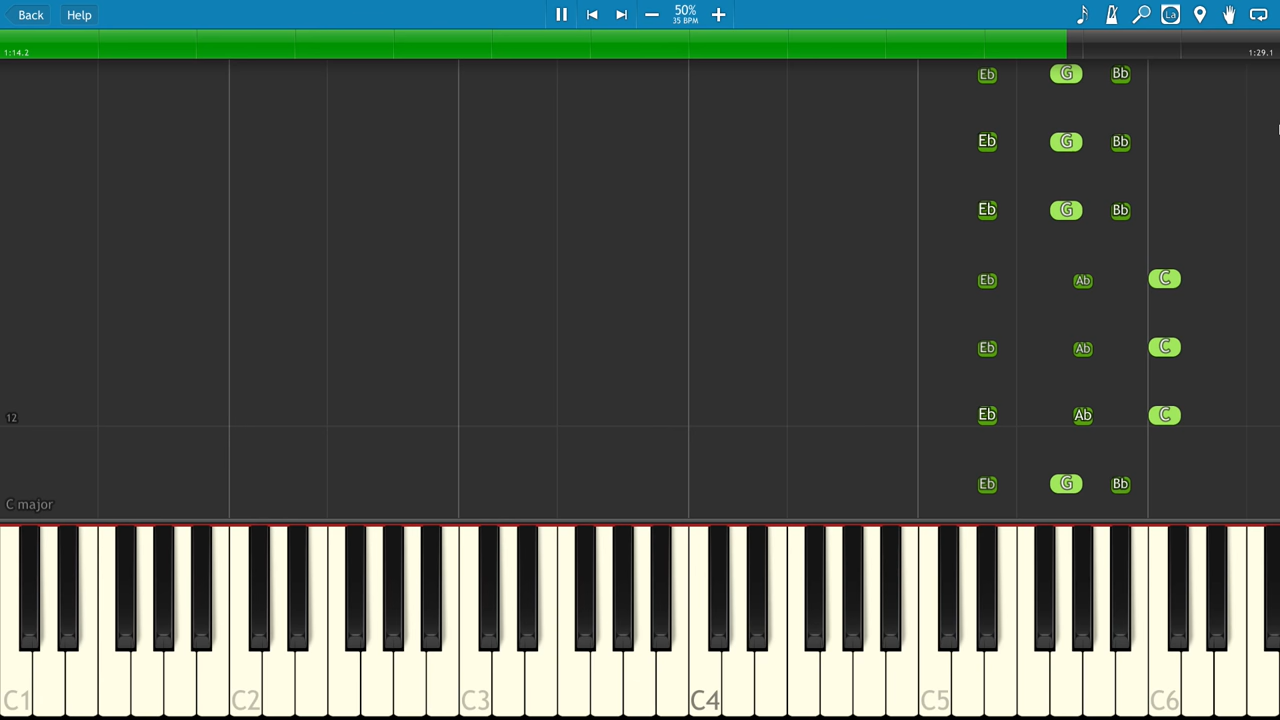 Back Help 50% La
35 BPM
1:14.2 1:29.1
Eb G Bb
Eb G Bb
Eb G Bb
Eb Ab C
Eb Ab C
Eb Ab C
12
Eb G Bb
C major
C1 C2 C3 C4 C5 C6